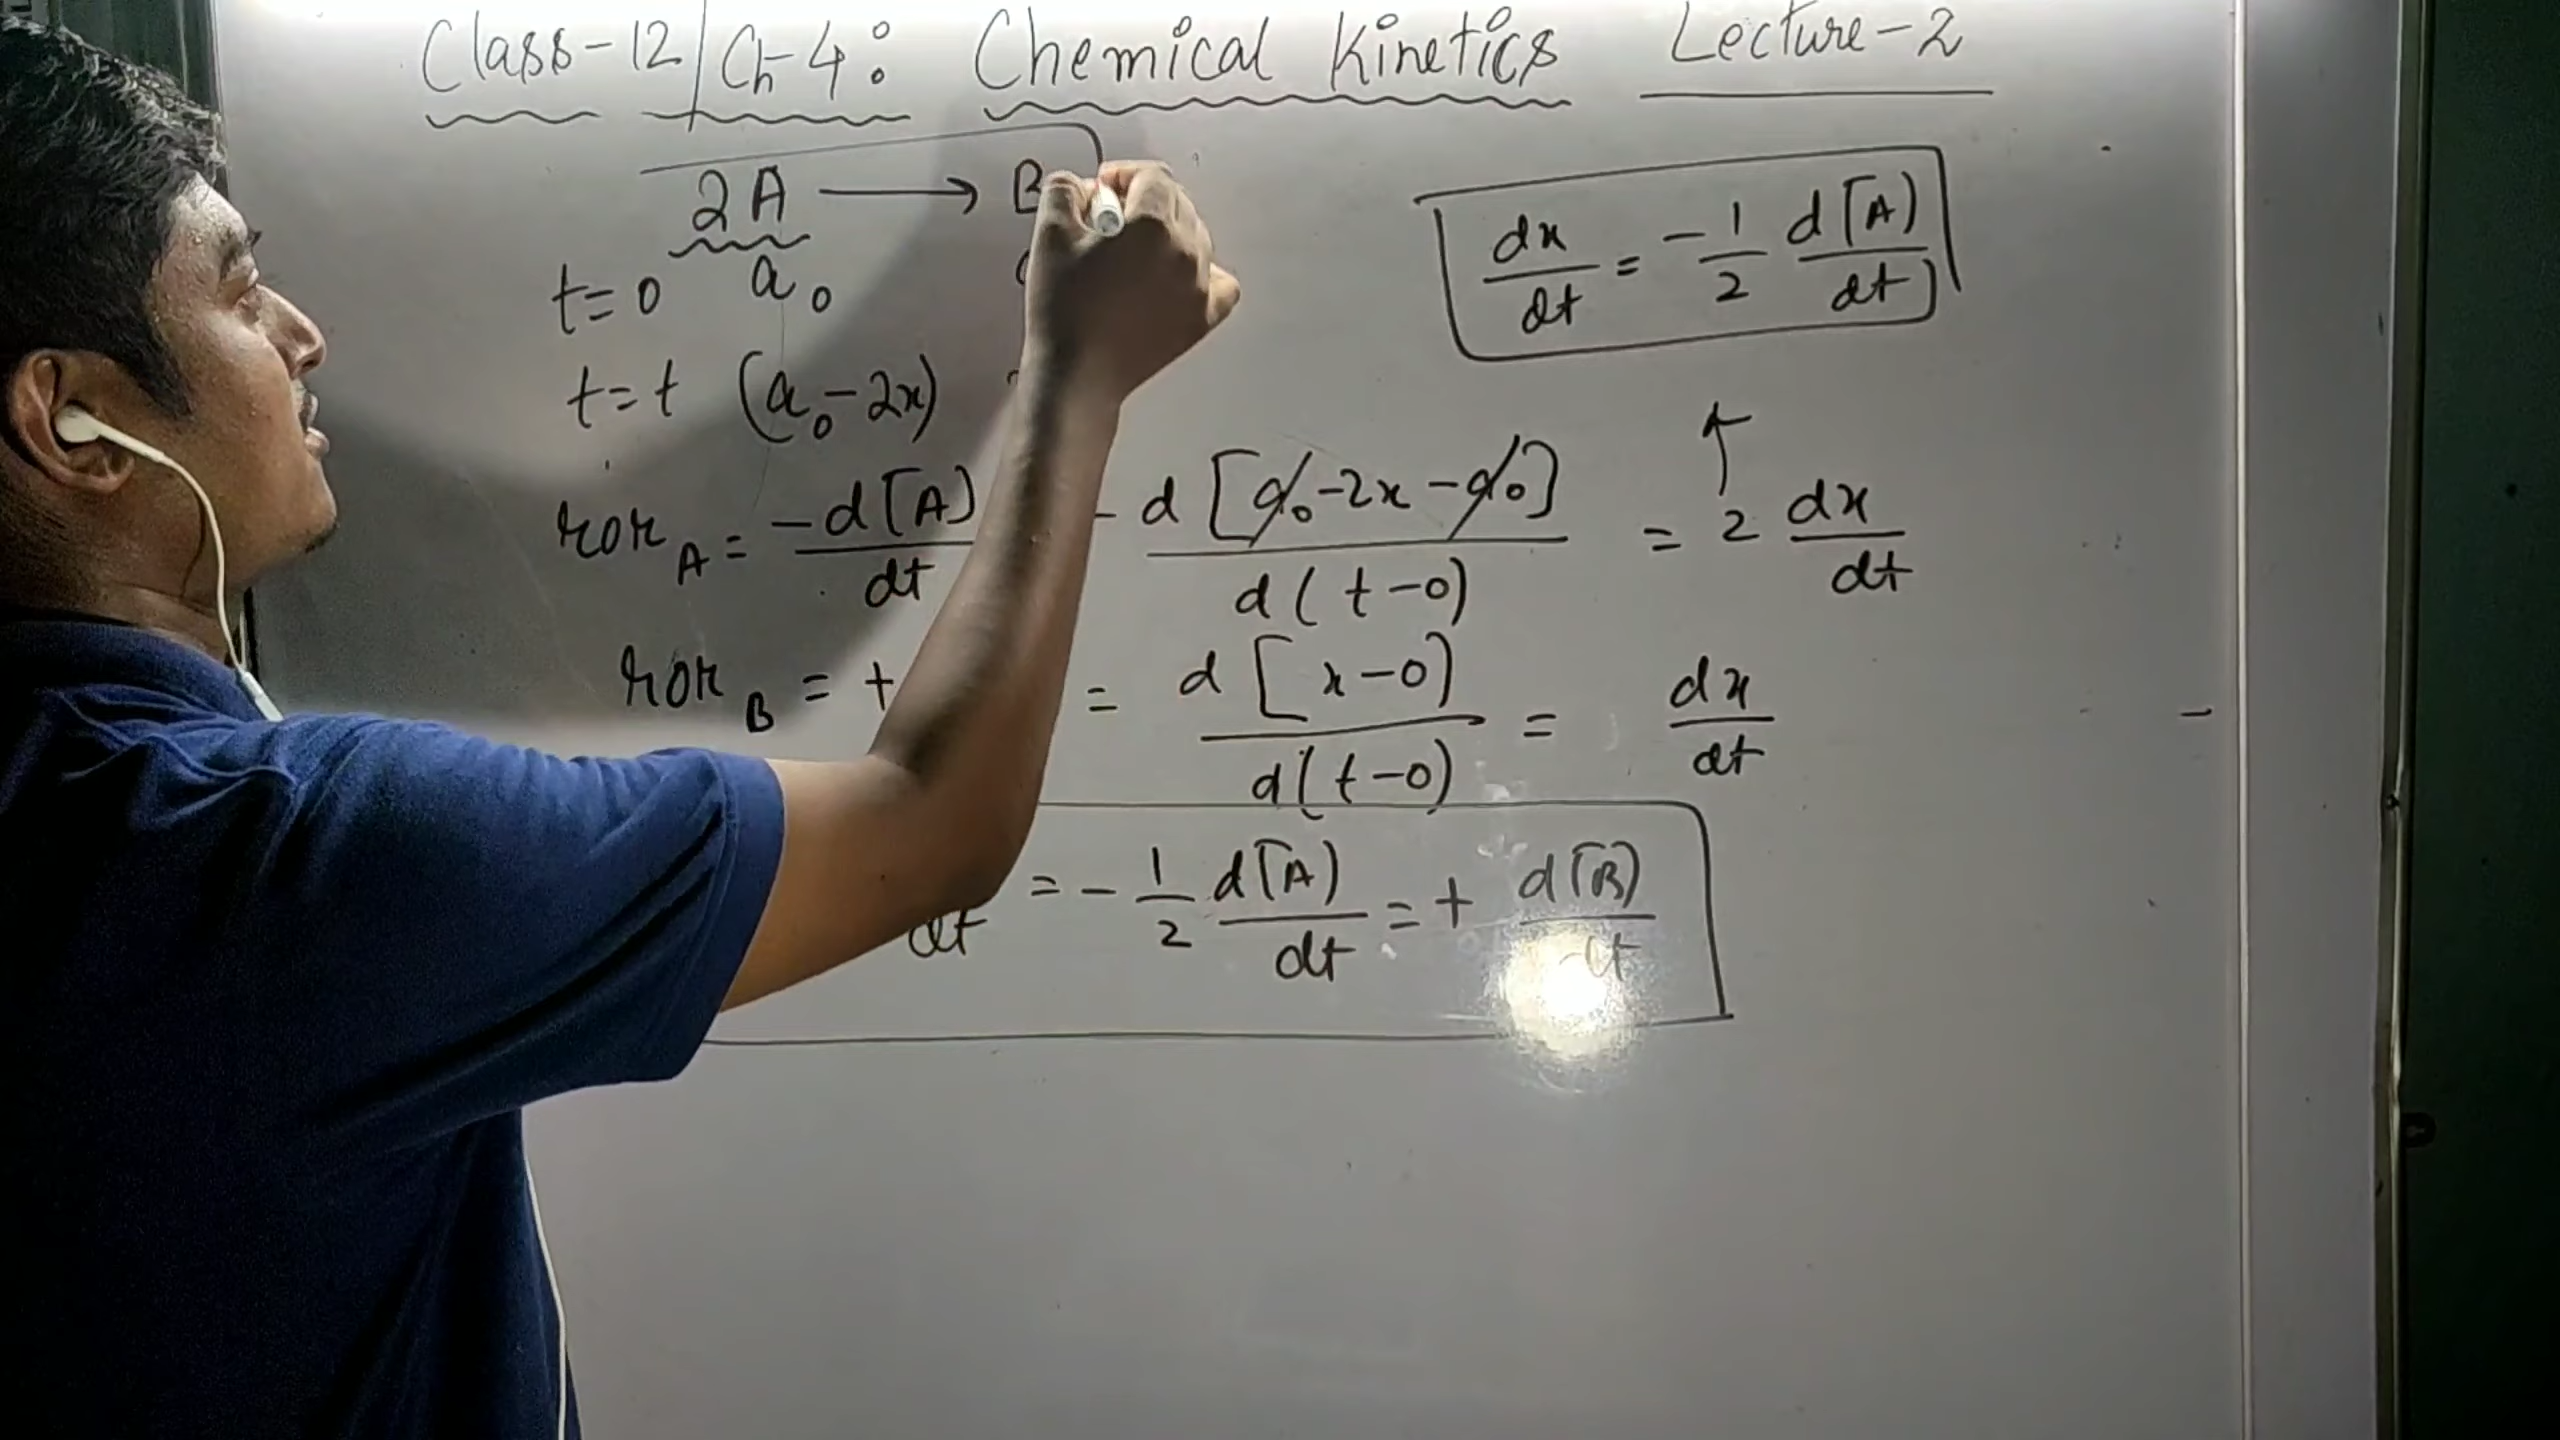 Class-12/Ch-4: Chemical Kinetics Lecture-2
2A → B
t=0 a₀
t=t (a₀-2x)
dx/dt = -1/2 d[A]/dt
ror_A = -d[A]/dt - d[a₀-2x-a₀]/d(t-0) = 2 dx/dt
ror_B = + = d[x-0]/d(t-0) = dx/dt
dt = -1/2 d[A]/dt = + d[B]/dt